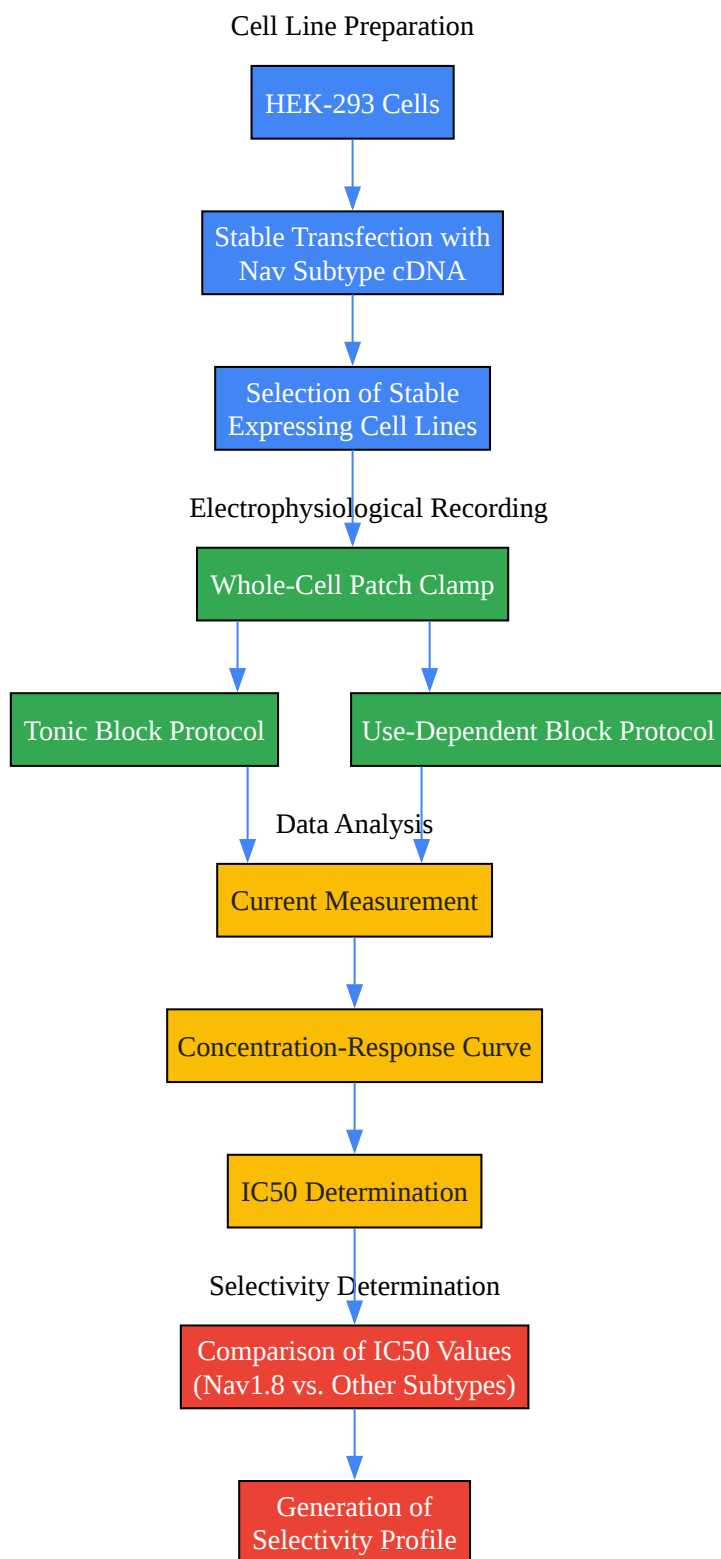 Cell Line Preparation
HEK-293 Cells
Stable Transfection with
Nav Subtype cDNA
Selection of Stable
Expressing Cell Lines
Electrophysiological Recording
Whole-Cell Patch Clamp
Tonic Block Protocol
Use-Dependent Block Protocol
Data Analysis
Current Measurement
Concentration-Response Curve
IC50 Determination
Selectivity Determination
Comparison of IC50 Values
(Nav1.8 vs. Other Subtypes)
Generation of
Selectivity Profile